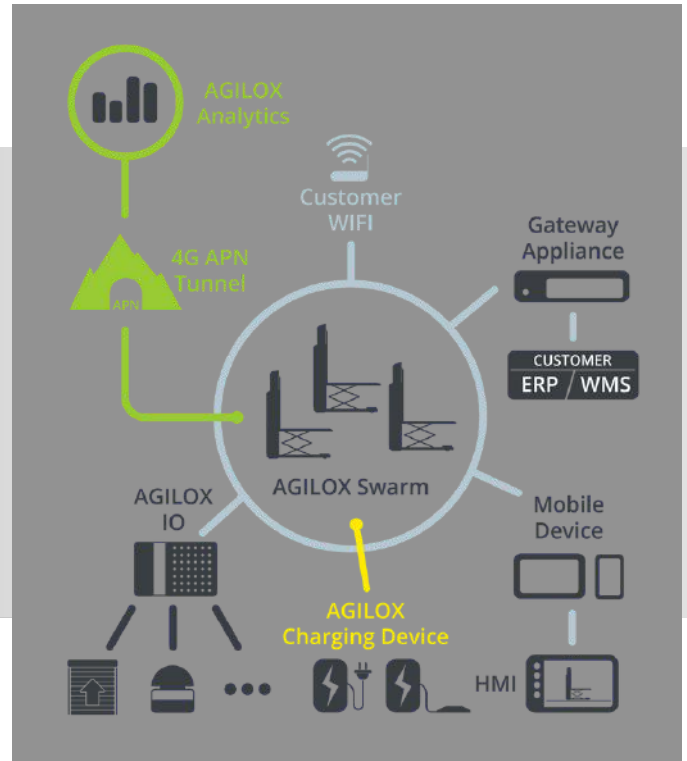 AGILOX
Analytics
Customer
WIFI
4G APN
Tunnel
APN
Gateway
Appliance
CUSTOMER
ERP / WMS
AGILOX Swarm
AGILOX
IO
Mobile
Device
AGILOX
Charging Device
HMI